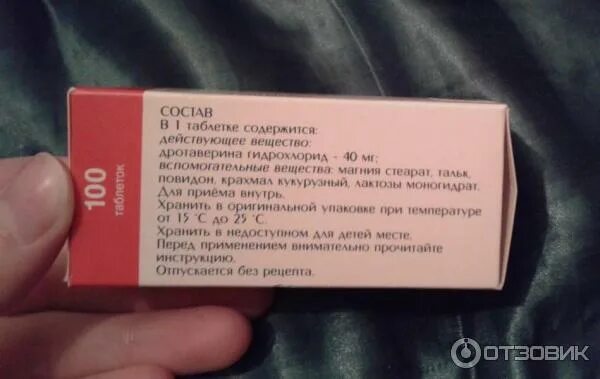 100
таблеток
СОСТАВ
В 1 таблетке содержится:
действующее вещество:
дротаверина гидрохлорид - 40 мг;
вспомогательные вещества: магния стеарат, тальк,
повидон, крахмал кукурузный, лактозы моногидрат.
Для приёма внутрь.
Хранить в оригинальной упаковке при температуре
от 15 °С до 25 °С.
Хранить в недоступном для детей месте.
Перед применением внимательно прочитайте
инструкцию.
Отпускается без рецепта.
ОТЗОВИК